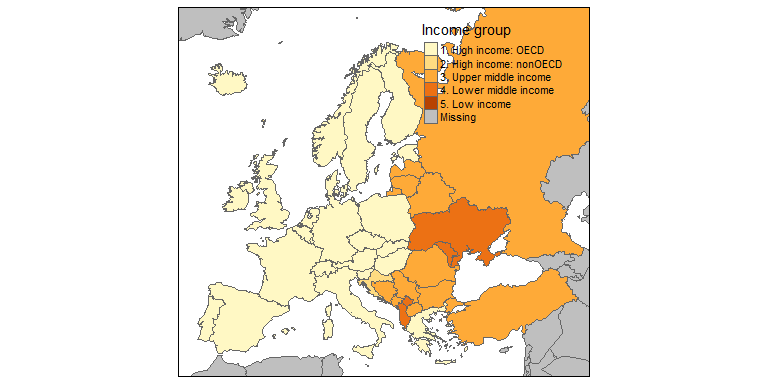 Income group
1. High income: OECD
2. High income: nonOECD
3. Upper middle income
4. Lower middle income
5. Low income
Missing